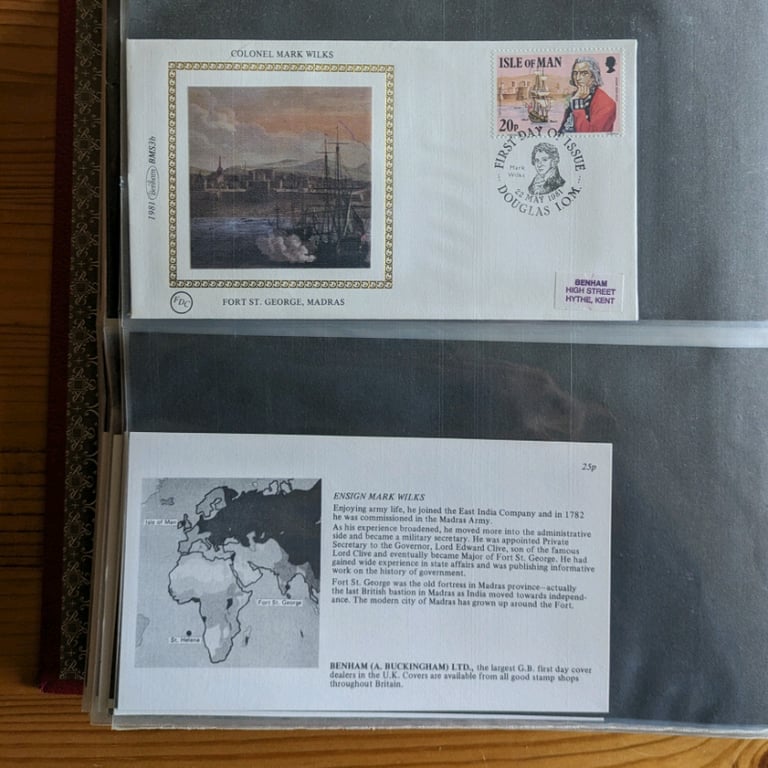 COLONEL MARK WILKS
1981 Benham BMS3b
FORT ST. GEORGE, MADRAS
FDC
ISLE OF MAN
20p
FIRST DAY OF ISSUE
Mark
Wilks
22 MAY 1981
DOUGLAS I.O.M.
BENHAM
HIGH STREET
HYTHE, KENT
25p
Isle of Man
Fort St. George
St. Helena
ENSIGN MARK WILKS
Enjoying army life, he joined the East India Company and in 1782
he was commissioned in the Madras Army.
As his experience broadened, he moved more into the administrative
side and became a military secretary. He was appointed Private
Secretary to the Governor, Lord Edward Clive, son of the famous
Lord Clive and eventually became Major of Fort St. George. He had
gained wide experience in state affairs and was publishing informative
work on the history of government.
Fort St. George was the old fortress in Madras province—actually
the last British bastion in Madras as India moved towards independ-
ance. The modern city of Madras has grown up around the Fort.
BENHAM (A. BUCKINGHAM) LTD., the largest G.B. first day cover
dealers in the U.K. Covers are available from all good stamp shops
throughout Britain.